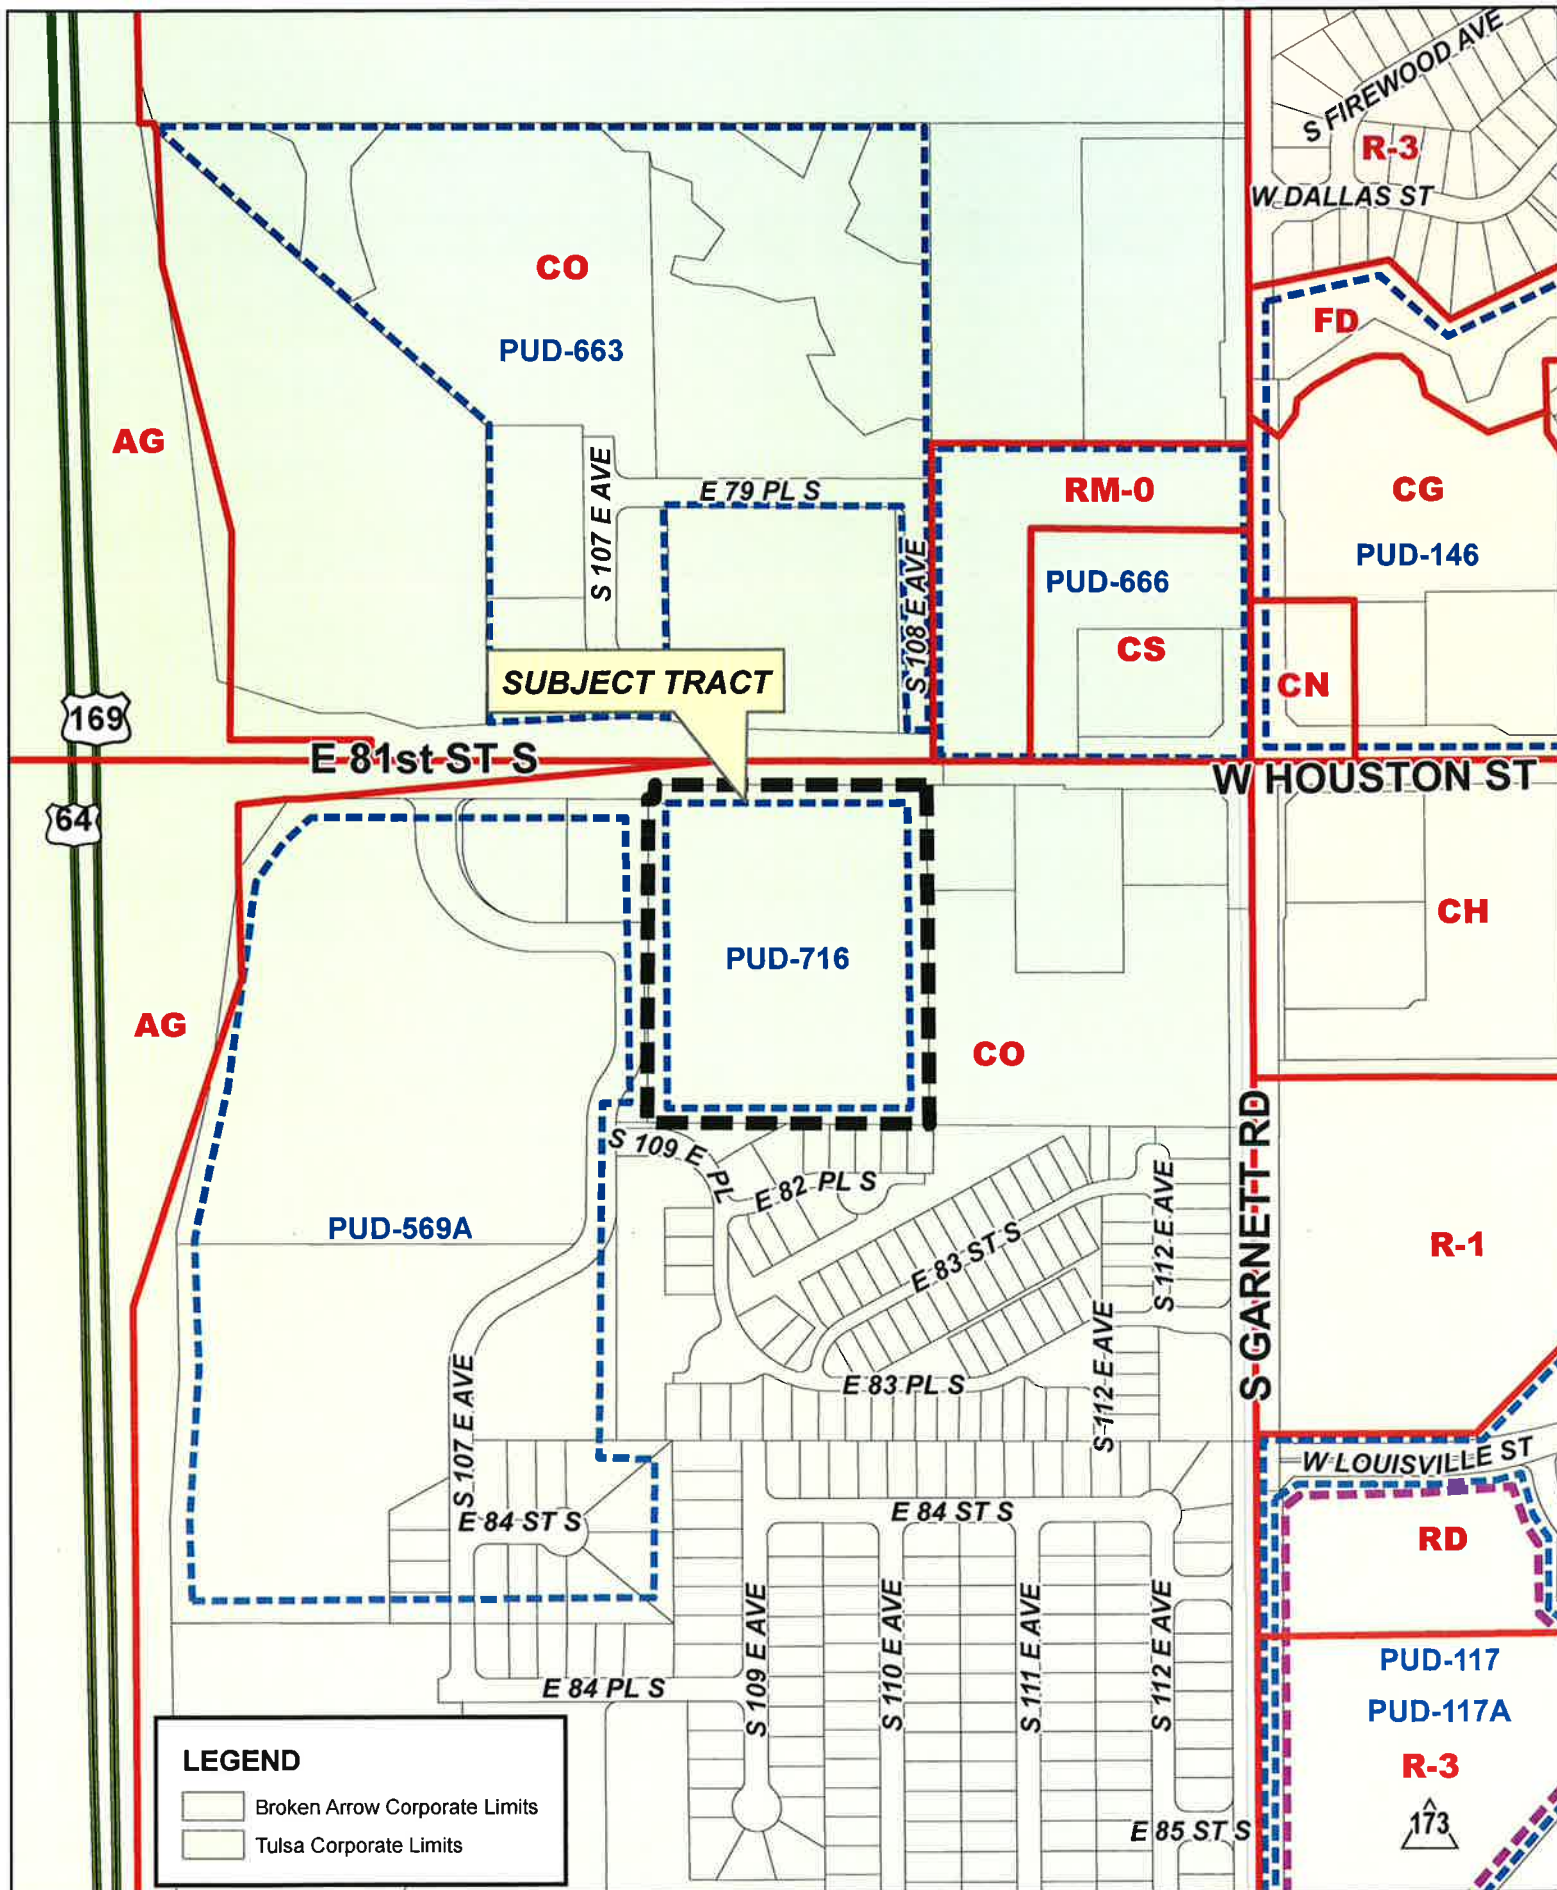 S FIREWOOD AVE
R-3
W DALLAS ST
CO
FD
PUD-663
AG
S 107 E AVE
E 79 PL S
RM-0
CG
PUD-146
S 108 E AVE
PUD-666
CS
CN
SUBJECT TRACT
169
E 81st ST S
W HOUSTON ST
64
CH
PUD-716
AG
CO
S GARNETT RD
S 109 E PL
E 82 PL S
S 112 E AVE
PUD-569A
E 83 ST S
R-1
S 112 E AVE
E 83 PL S
S 107 E AVE
W LOUISVILLE ST
E 84 ST S
E 84 ST S
RD
S 109 E AVE
S 110 E AVE
S 111 E AVE
S 112 E AVE
PUD-117
E 84 PL S
PUD-117A
R-3
173
E 85 ST S
LEGEND
Broken Arrow Corporate Limits
Tulsa Corporate Limits